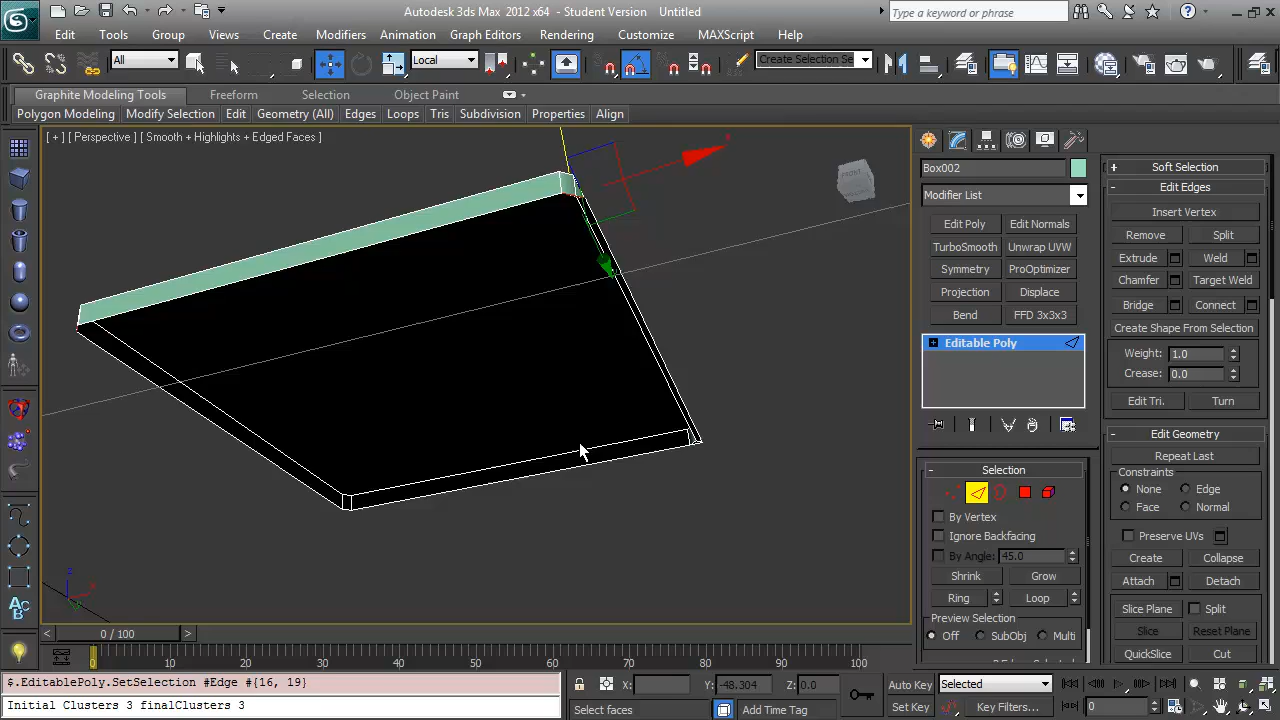 Autodesk 3ds Max 2012 x64 - Student Version Untitled
Type a keyword or phrase
Edit Tools Group Views Create Modifiers Animation Graph Editors Rendering Customize MAXScript Help
All
Local
Create Selection Se
Graphite Modeling Tools Freeform Selection Object Paint
Polygon Modeling Modify Selection Edit Geometry (All) Edges Loops Tris Subdivision Properties Align
[ + ] [ Perspective ] [ Smooth + Highlights + Edged Faces ]
FRONT
Box002
Modifier List
Edit Poly Edit Normals
TurboSmooth Unwrap UVW
Symmetry ProOptimizer
Projection Displace
Bend FFD 3x3x3
Editable Poly
Selection
By Vertex
Ignore Backfacing
By Angle: 45.0
Shrink Grow
Ring Loop
Preview Selection
Off SubObj Multi
Soft Selection
Edit Edges
Insert Vertex
Remove Split
Extrude Weld
Chamfer Target Weld
Bridge Connect
Create Shape From Selection
Weight: 1.0
Crease: 0.0
Edit Tri. Turn
Edit Geometry
Repeat Last
Constraints
None Edge
Face Normal
Preserve UVs
Create Collapse
Attach Detach
Slice Plane Split
Slice Reset Plane
QuickSlice Cut
0 / 100
0 10 20 30 40 50 60 70 80 90 100
$.EditablePoly.SetSelection #Edge #{16, 19}
Initial Clusters 3 finalClusters 3
X: Y: -48.304 Z: 0.0
Select faces
Add Time Tag
Auto Key Selected
Set Key Key Filters...
0